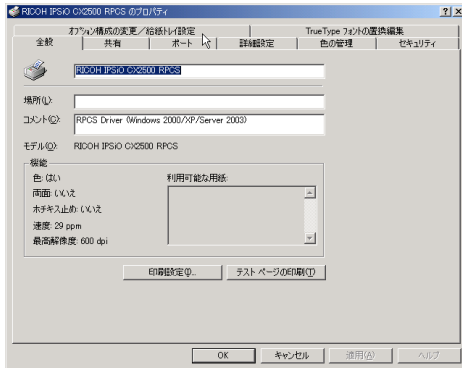 RICOH IPSiO CX2500 RPCS のプロパティ
オプション構成の変更／給紙トレイ設定
TrueType フォントの置換編集
全般
共有
ポート
詳細設定
色の管理
セキュリティ
RICOH IPSiO CX2500 RPCS
場所(L):
コメント(C):
RPCS Driver (Windows 2000/XP/Server 2003)
モデル(O):
RICOH IPSiO CX2500 RPCS
機能
色: はい
利用可能な用紙:
両面: いいえ
ホチキス止め: いいえ
速度: 29 ppm
最高解像度: 600 dpi
印刷設定(I)...
テスト ページの印刷(T)
OK
キャンセル
適用(A)
ヘルプ